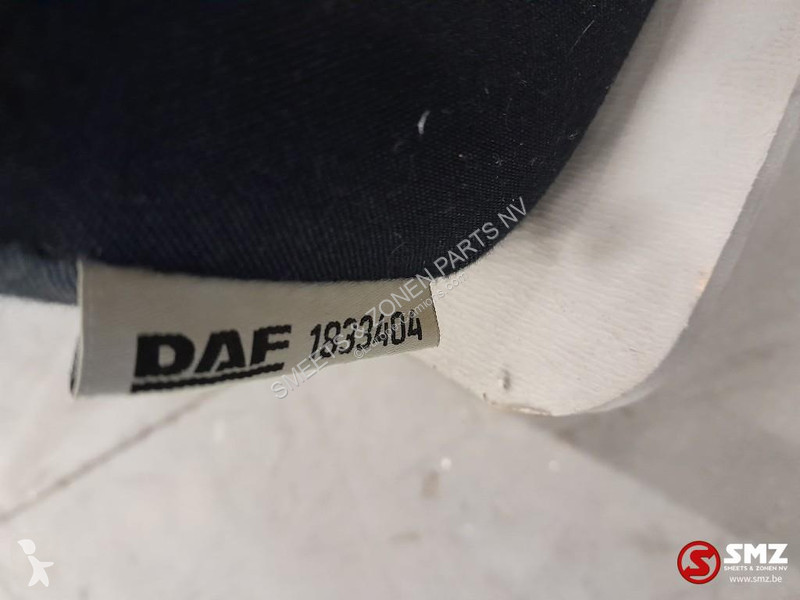 DAF 1833404
SMEETS & ZONEN PARTS NV
SMZ
SMEETS & ZONEN NV
www.smz.be